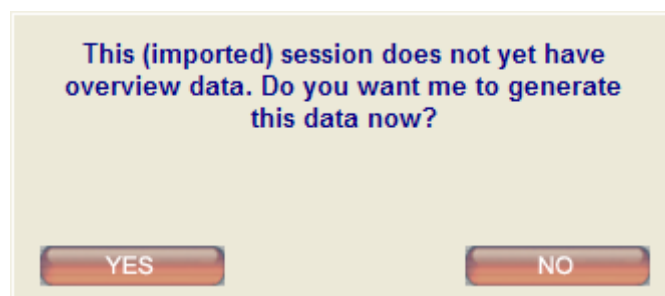 This (imported) session does not yet have
overview data. Do you want me to generate
this data now?
YES
NO